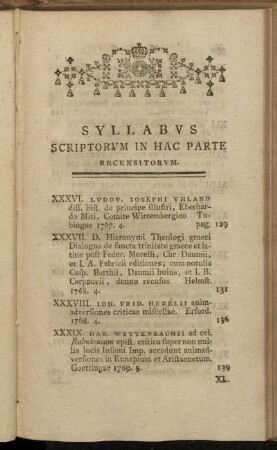 SYLLABVS
SCRIPTORVM IN HAC PARTE
RECENSITORVM.
XXXVI. LVDOV. IOSEPHI VHLAND
diss. hist. de principe illustri, Eberhar-
do Miti, Comite Wirtembergico Tu-
bingae 1767. 4. pag. 129
XXXVII. D. Hieronymi Theologi graeci
Dialogus de sancta trinitate graece et la-
tine post Feder. Morelli, Chr. Daumii,
et I. A. Fabricii editiones; cum notulis
Casp. Barthii, Daumii huius, et I. B.
Carpzovii, denuo recusus Helmst.
1768. 4. 131
XXXVIII. IOH. FRID. HEZELII anim-
adversiones criticae miscellae. Erford.
1768. 4. 136
XXXIX. DAN. WYTTENBACHII ad cel.
Ruhnkenium epist. critica super non nul-
lis locis Iuliani Imp. accedunt animad-
versiones in Eunapium et Aristaenetum.
Goettingae 1769. 8. 139
XL.